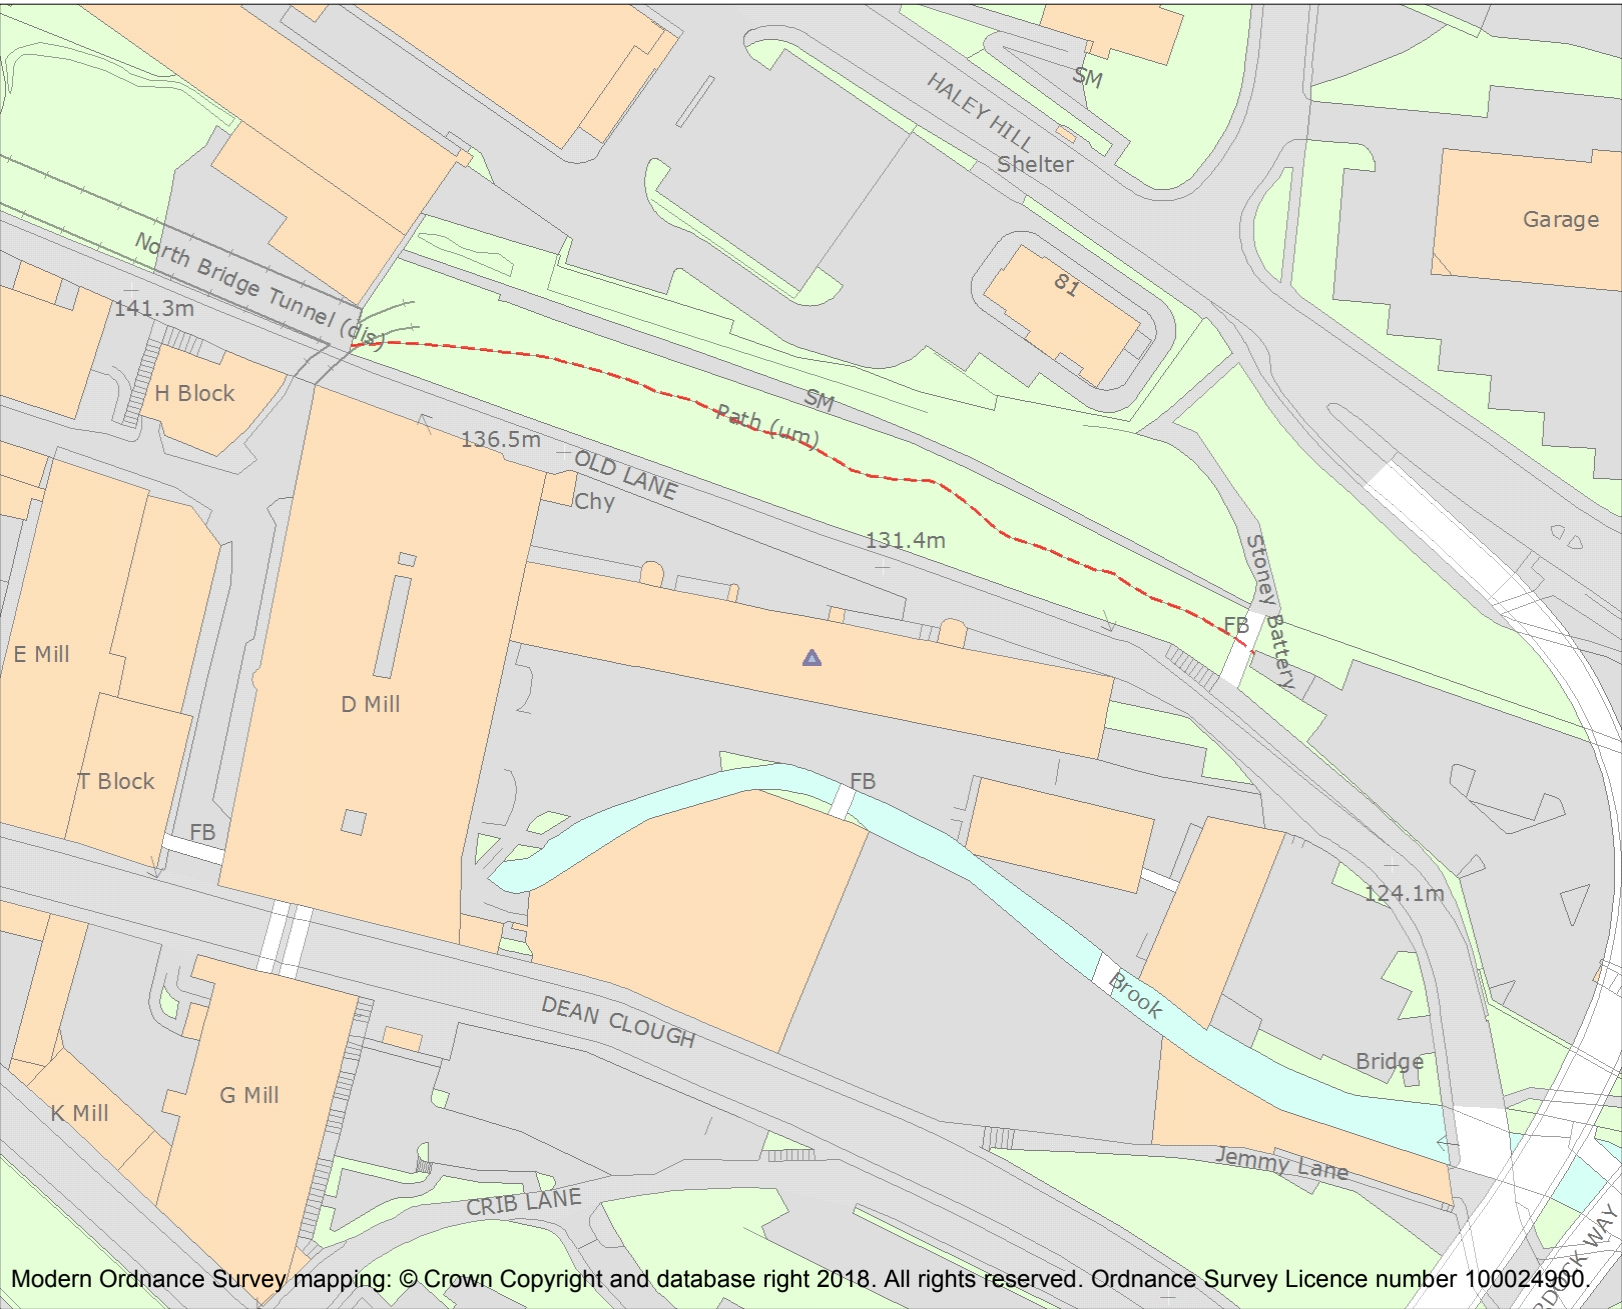 SM
HALEY HILL
Shelter
Garage
North Bridge Tunnel (dis)
81
141.3m
H Block
SM
Path (um)
136.5m
OLD LANE
Chy
131.4m
Stoney Battery
FB
E Mill
D Mill
T Block
FB
FB
124.1m
Brook
DEAN CLOUGH
Bridge
G Mill
K Mill
Jemmy Lane
CRIB LANE
DOCK WAY
Modern Ordnance Survey mapping: © Crown Copyright and database right 2018. All rights reserved. Ordnance Survey Licence number 100024900.